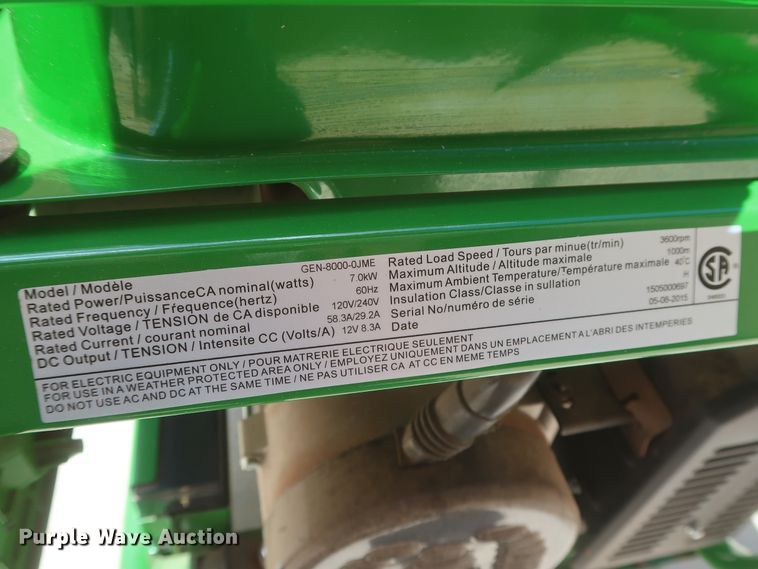 Model / Modèle GEN-8000-0JME
Rated Power/PuissanceCA nominal(watts) 7.0kW
Rated Frequency / Ffequence(hertz) 60Hz
Rated Voltage / TENSION de CA disponible 120V/240V
Rated Current / courant nominal 58.3A/29.2A
DC Output / TENSION / Intensite CC (Volts/A) 12V 8.3A
Rated Load Speed / Tours par minue(tr/min) 3600rpm
Maximum Altitude / Altitude maximale 1000m
Maximum Ambient Temperature/Température maximale 40°C
Insulation Class/Classe in sullation H
Serial No/numéro de série 1505000697
Date 05-08-2015
FOR ELECTRIC EQUIPMENT ONLY / POUR MATRERIE ELECTRIQUE SEULEMENT
FOR USE IN A WEATHER PROTECTED AREA ONLY / EMPLOYEZ UNIQUEMENT DANS UN EMPLACEMENT A L'ABRI DES INTEMPERIES
DO NOT USE AC AND DC AT THE SAME TIME / NE PAS UTILISER CA AT CC EN MEME TEMPS
Purple Wave Auction